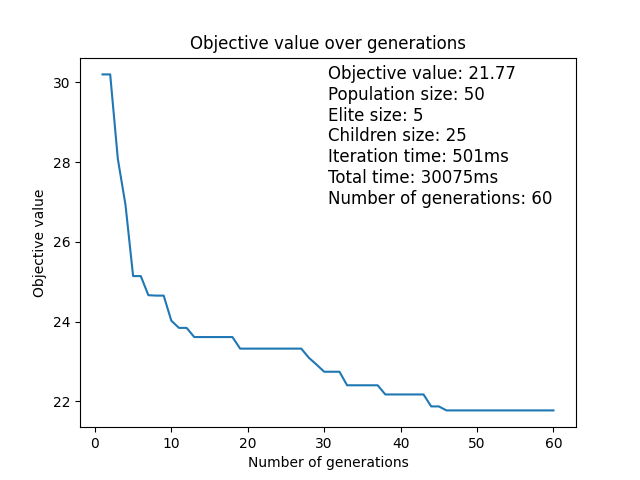 Objective value over generations
Objective value: 21.77
Population size: 50
Elite size: 5
Children size: 25
Iteration time: 501ms
Total time: 30075ms
Number of generations: 60
Objective value
30
28
26
24
22
0 10 20 30 40 50 60
Number of generations